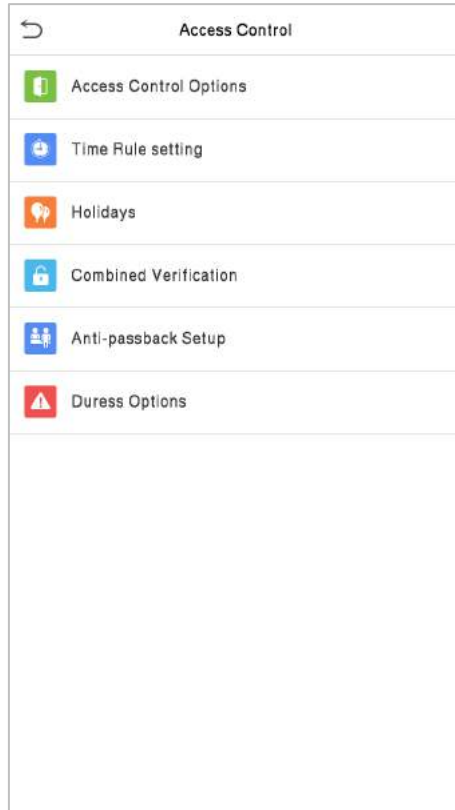 Access Control
Access Control Options
Time Rule setting
Holidays
Combined Verification
Anti-passback Setup
Duress Options